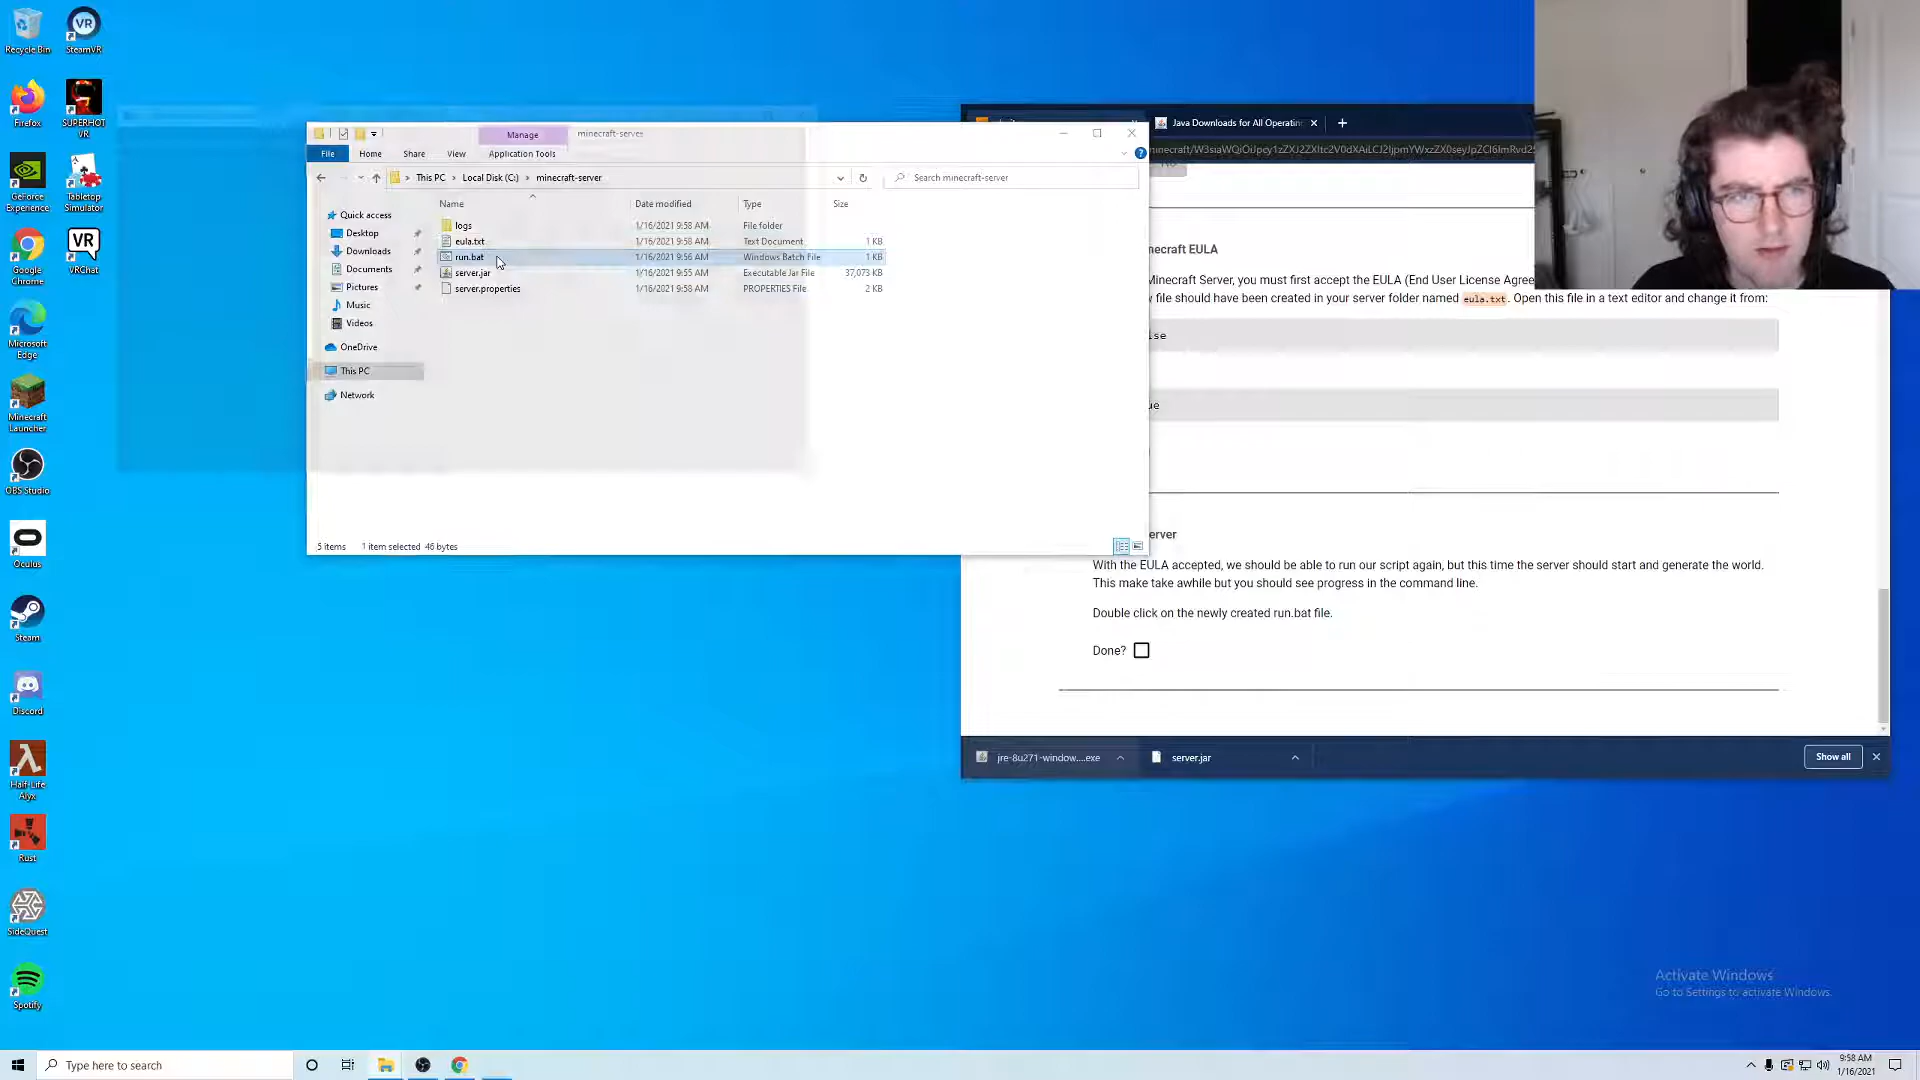 Recycle Bin
SteamVR
Firefox
SUPERHOT VR
GeForce Experience
Tabletop Simulator
Google Chrome
VRChat
Microsoft Edge
Minecraft Launcher
OBS Studio
Oculus
Steam
Discord
Half-Life Alyx
Rust
SideQuest
Spotify
Manage
minecraft-server
File
Home
Share
View
Application Tools
This PC
Local Disk (C:)
minecraft-server
Search minecraft-server
Name
Date modified
Type
Size
Quick access
Desktop
Downloads
Documents
Pictures
Music
Videos
OneDrive
This PC
Network
logs 1/16/2021 9:58 AM File folder
eula.txt 1/16/2021 9:58 AM Text Document 1 KB
run.bat 1/16/2021 9:56 AM Windows Batch File 1 KB
server.jar 1/16/2021 9:55 AM Executable Jar File 37,073 KB
server.properties 1/16/2021 9:58 AM PROPERTIES File 2 KB
5 items 1 item selected 46 bytes
Java Downloads for All Operatin
necraft EULA
Minecraft Server, you must first accept the EULA (End User License Agree
file should have been created in your server folder named eula.txt. Open this file in a text editor and change it from:
lse
ue
erver
With the EULA accepted, we should be able to run our script again, but this time the server should start and generate the world.
This make take awhile but you should see progress in the command line.
Double click on the newly created run.bat file.
Done?
jre-8u271-window....exe
server.jar
Show all
Activate Windows
Go to Settings to activate Windows.
Type here to search
9:58 AM
1/16/2021